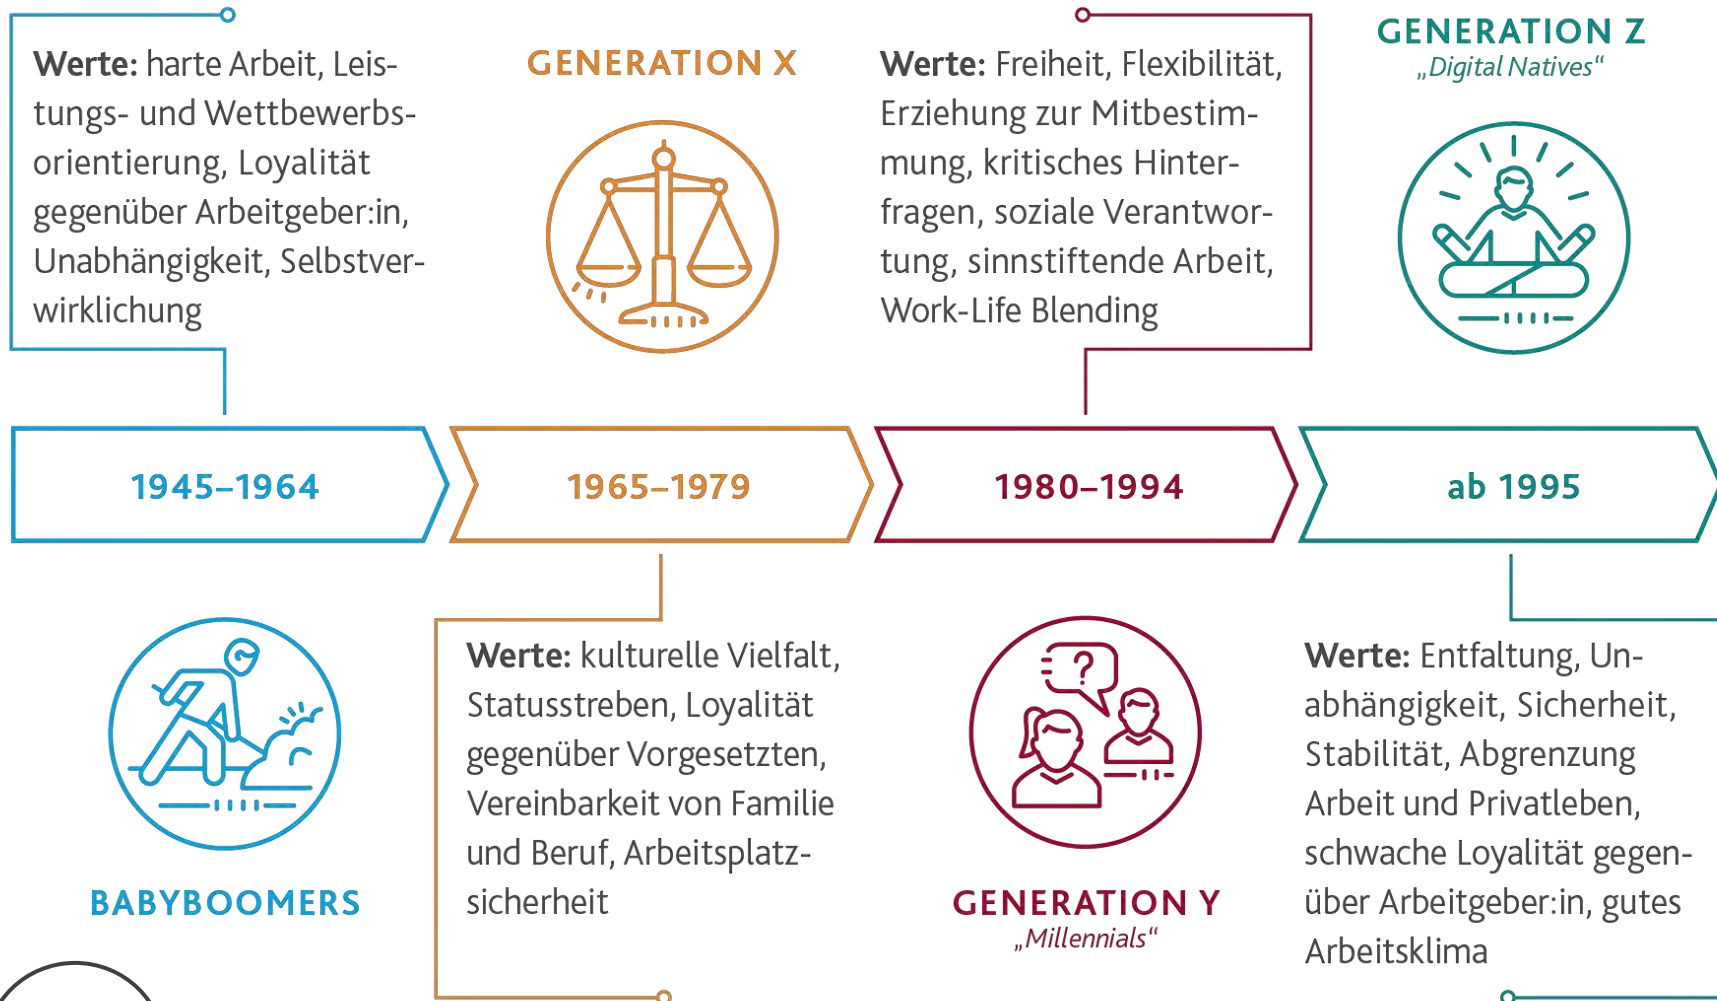 Werte: harte Arbeit, Leis-
tungs- und Wettbewerbs-
orientierung, Loyalität
gegenüber Arbeitgeber:in,
Unabhängigkeit, Selbstver-
wirklichung
GENERATION X
Werte: Freiheit, Flexibilität,
Erziehung zur Mitbestim-
mung, kritisches Hinter-
fragen, soziale Verantwor-
tung, sinnstiftende Arbeit,
Work-Life Blending
GENERATION Z
„Digital Natives“
1945–1964
1965–1979
1980–1994
ab 1995
BABYBOOMERS
Werte: kulturelle Vielfalt,
Statusstreben, Loyalität
gegenüber Vorgesetzten,
Vereinbarkeit von Familie
und Beruf, Arbeitsplatz-
sicherheit
?
GENERATION Y
„Millennials“
Werte: Entfaltung, Un-
abhängigkeit, Sicherheit,
Stabilität, Abgrenzung
Arbeit und Privatleben,
schwache Loyalität gegen-
über Arbeitgeber:in, gutes
Arbeitsklima